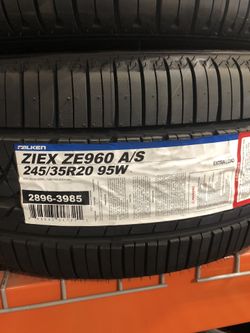 FALKEN
ZIEX ZE960 A/S
EXTRA LOAD
245/35R20 95W
2896-3985